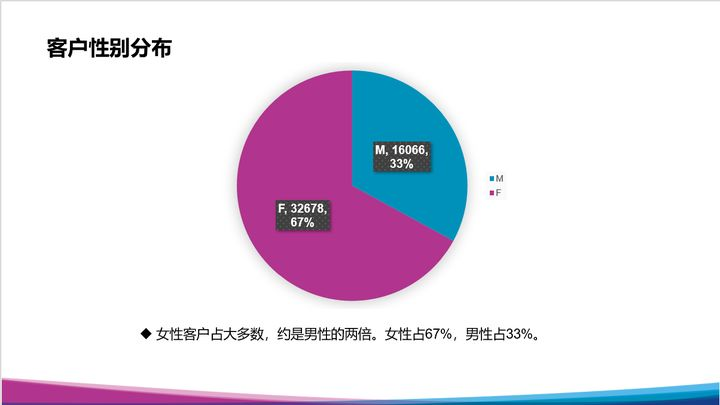 客户性别分布
M, 16066,
33%
F, 32678,
67%
M
F
◆ 女性客户占大多数，约是男性的两倍。女性占67%，男性占33%。